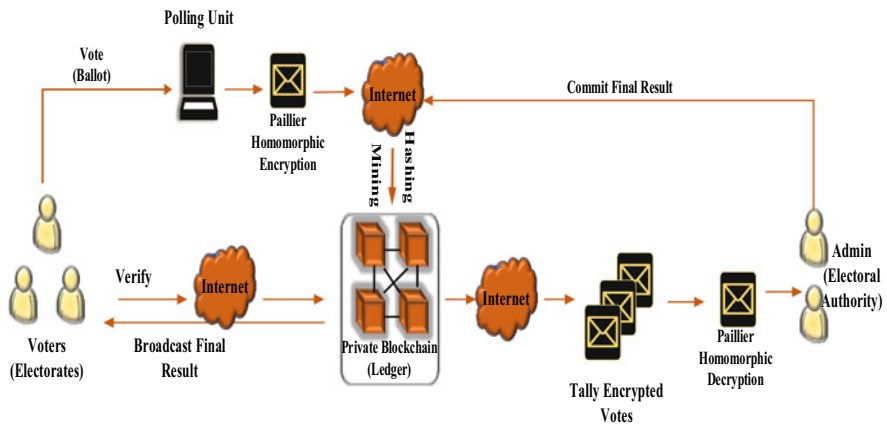 Polling Unit
Vote
(Ballot)
Internet
Commit Final Result
Paillier
Homomorphic
Encryption
Mining
Hashing
Verify
Internet
Internet
Admin
(Electoral
Authority)
Voters
(Electorates)
Broadcast Final
Result
Private Blockchain
(Ledger)
Paillier
Homomorphic
Decryption
Tally Encrypted
Votes